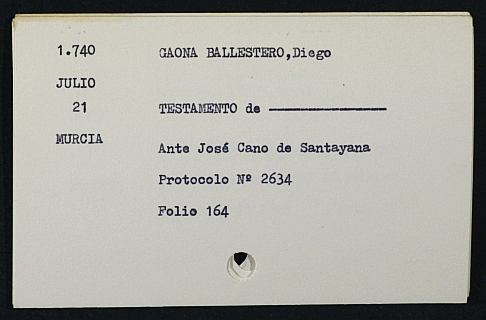 1.740 GAONA BALLESTERO,Diego
JULIO
21 TESTAMENTO de
MURCIA
Ante José Cano de Santayana
Protocolo Nº 2634
Folio 164